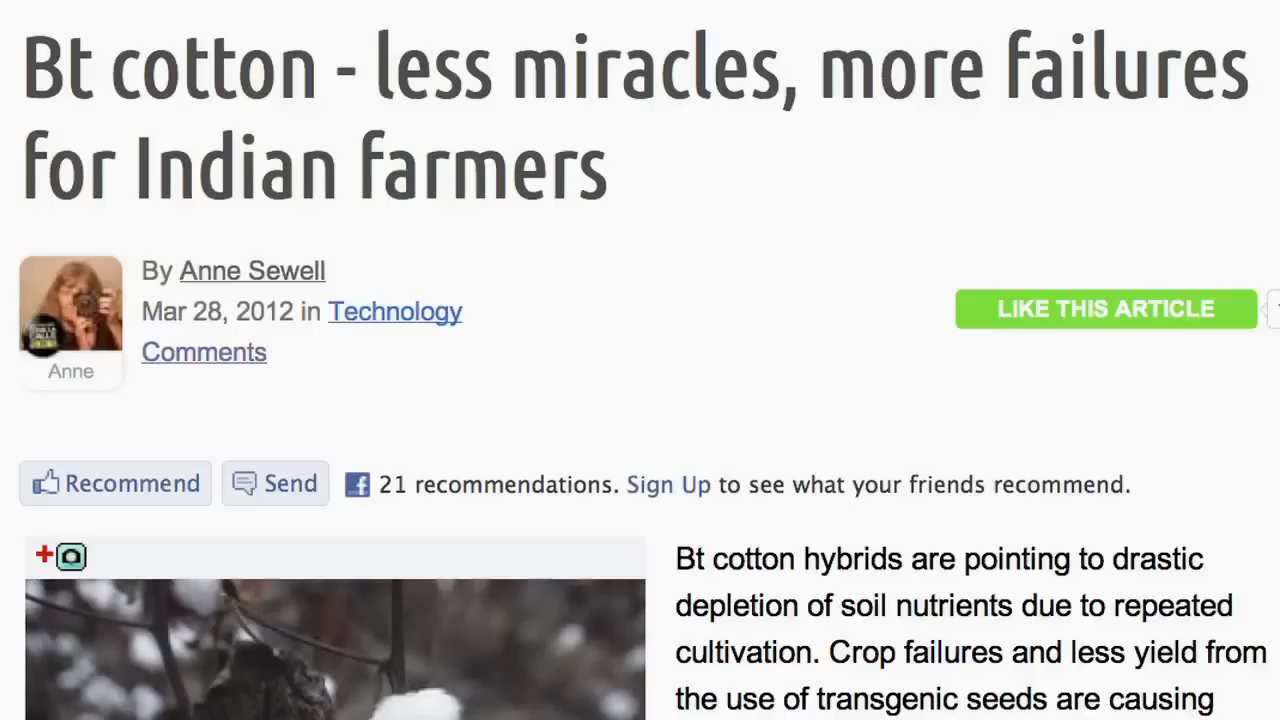 Bt cotton - less miracles, more failures
for Indian farmers
By Anne Sewell
Mar 28, 2012 in Technology
Comments
Anne
LIKE THIS ARTICLE
Recommend
Send
21 recommendations. Sign Up to see what your friends recommend.
Bt cotton hybrids are pointing to drastic
depletion of soil nutrients due to repeated
cultivation. Crop failures and less yield from
the use of transgenic seeds are causing